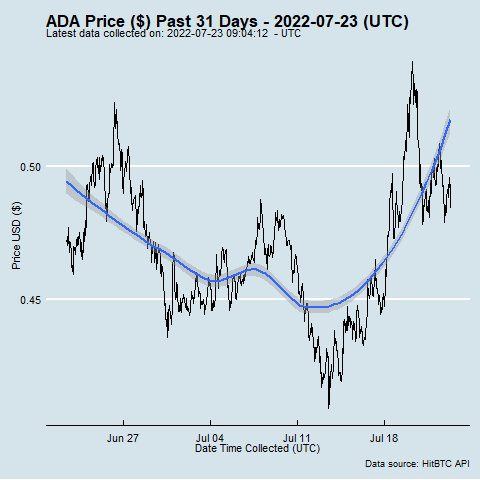 ADA Price ($) Past 31 Days - 2022-07-23 (UTC)
Latest data collected on: 2022-07-23 09:04:12 - UTC
Price USD ($)
0.50
0.45
Jun 27 Jul 04 Jul 11 Jul 18
Date Time Collected (UTC)
Data source: HitBTC API